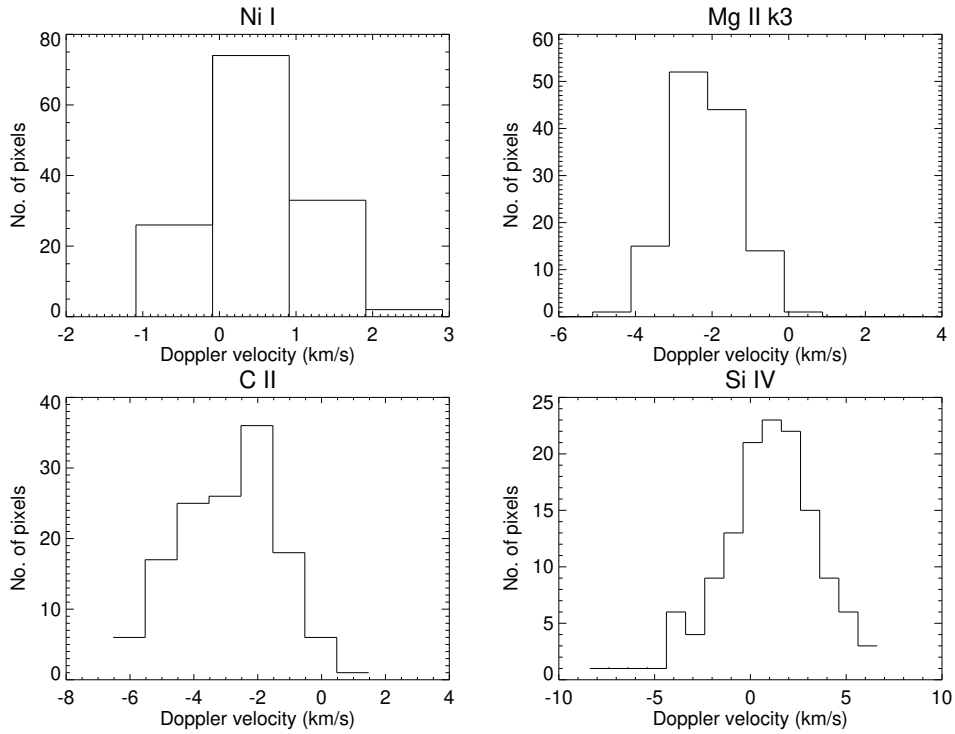 Ni I
No. of pixels
80
60
40
20
0
-2 -1 0 1 2 3
Doppler velocity (km/s)
Mg II k3
No. of pixels
60
50
40
30
20
10
0
-6 -4 -2 0 2 4
Doppler velocity (km/s)
C II
No. of pixels
40
30
20
10
0
-8 -6 -4 -2 0 2 4
Doppler velocity (km/s)
Si IV
No. of pixels
25
20
15
10
5
0
-10 -5 0 5 10
Doppler velocity (km/s)